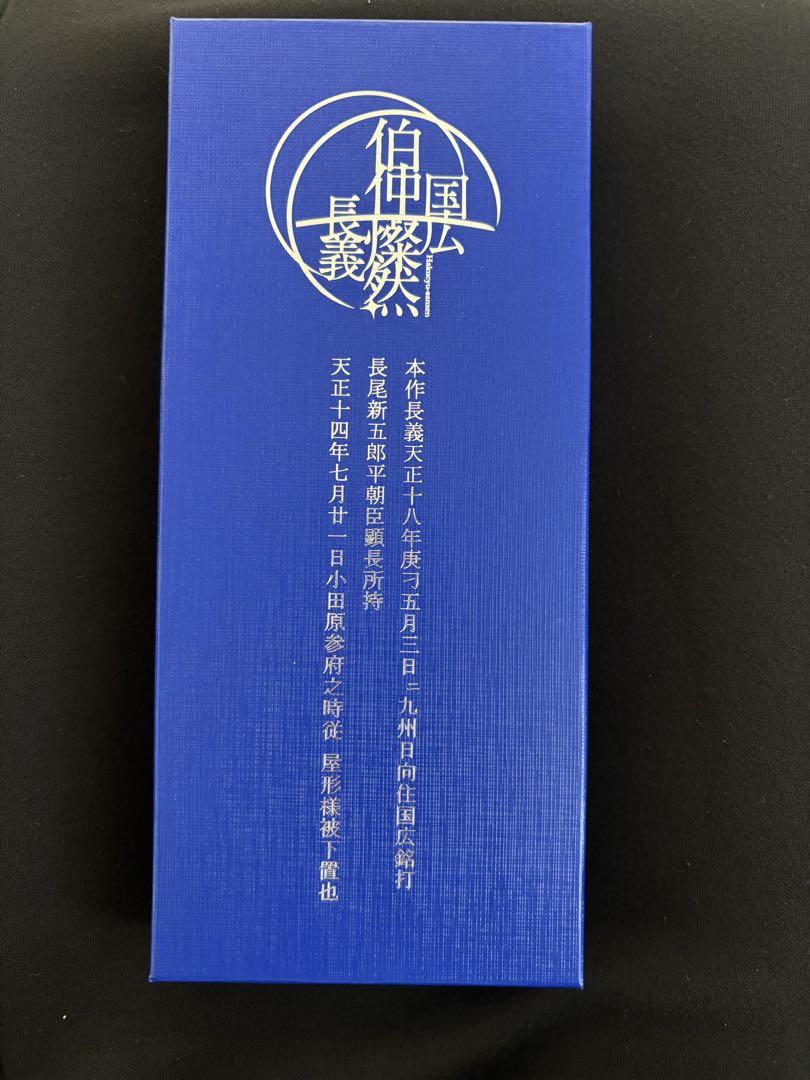 国広
伯仲燦然
長義
Hakucyu-sanzen
本作長義天正十八年庚刁五月三日ニ九州日向住国広銘打
長尾新五郎平朝臣顕長所持
天正十四年七月廿一日小田原参府之時従 屋形様被下置也